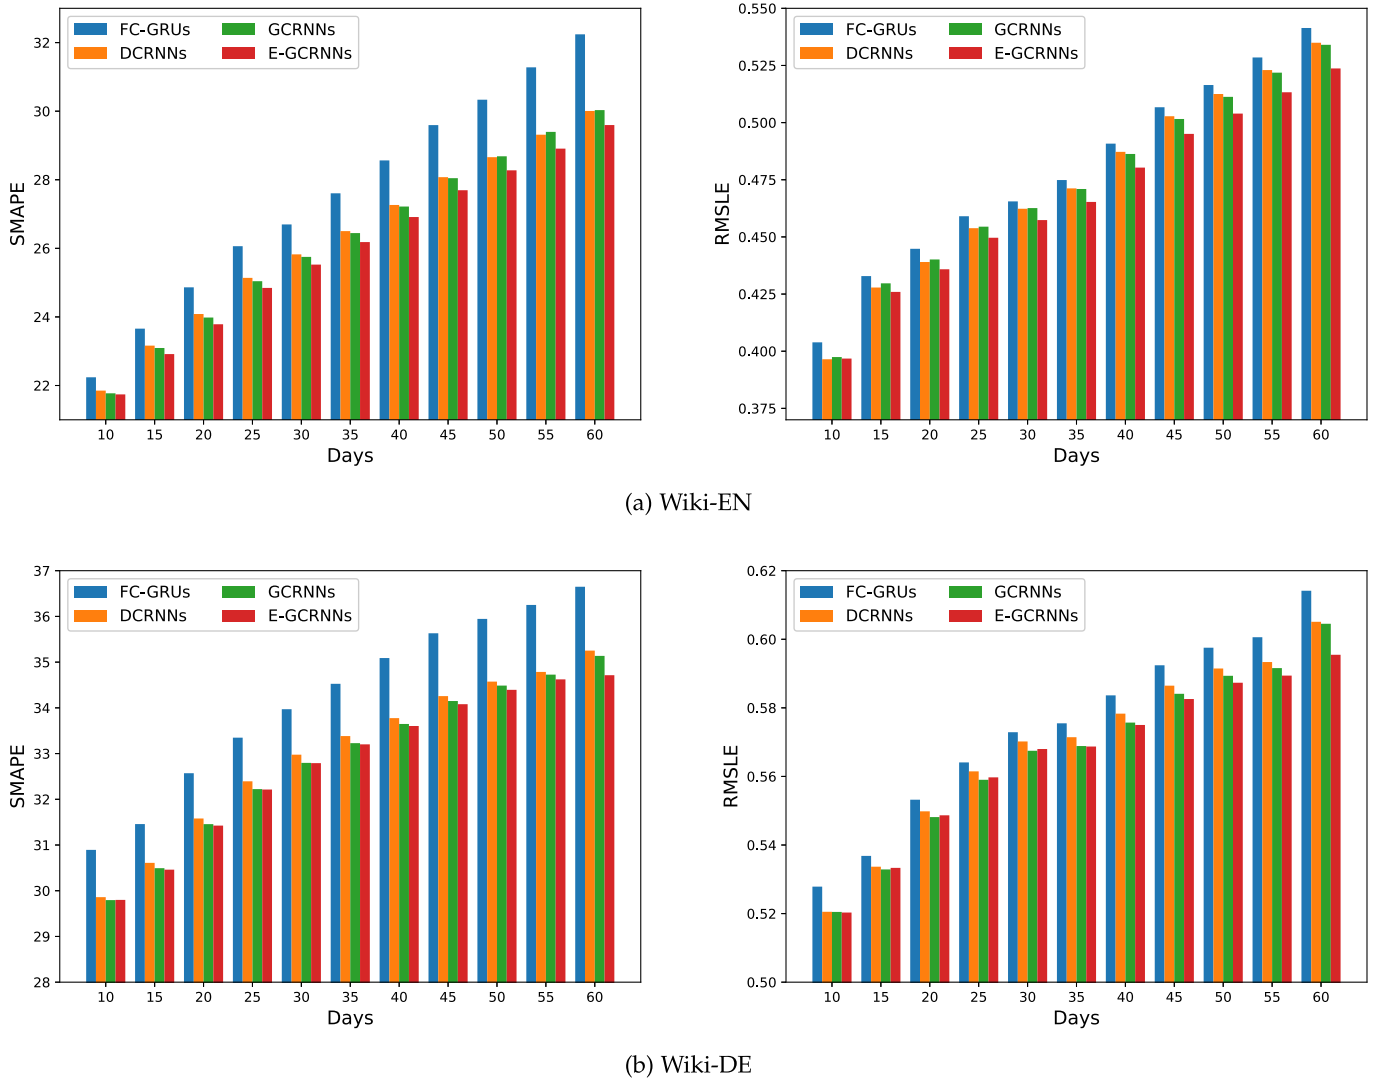 FC-GRUs GCRNNs
DCRNNs E-GCRNNs
SMAPE
32
30
28
26
24
22
10 15 20 25 30 35 40 45 50 55 60
Days
FC-GRUs GCRNNs
DCRNNs E-GCRNNs
RMSLE
0.550
0.525
0.500
0.475
0.450
0.425
0.400
0.375
10 15 20 25 30 35 40 45 50 55 60
Days
(a) Wiki-EN
FC-GRUs GCRNNs
DCRNNs E-GCRNNs
SMAPE
37
36
35
34
33
32
31
30
29
28
10 15 20 25 30 35 40 45 50 55 60
Days
FC-GRUs GCRNNs
DCRNNs E-GCRNNs
RMSLE
0.62
0.60
0.58
0.56
0.54
0.52
0.50
10 15 20 25 30 35 40 45 50 55 60
Days
(b) Wiki-DE